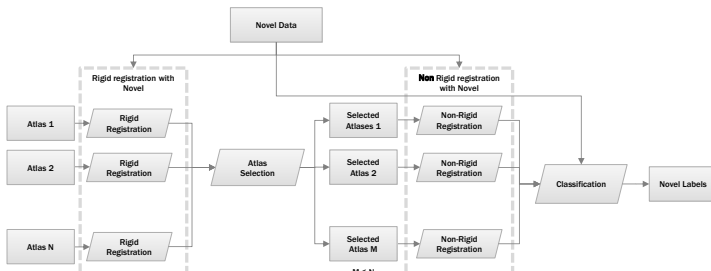 Novel Data
Rigid registration with
Novel
Non Rigid registration
with Novel
Atlas 1
Rigid
Registration
Selected
Atlases 1
Non-Rigid
Registration
Atlas 2
Rigid
Registration
Atlas
Selection
Selected
Atlas 2
Non-Rigid
Registration
Classification
Novel Labels
Atlas N
Rigid
Registration
Selected
Atlas M
Non-Rigid
Registration